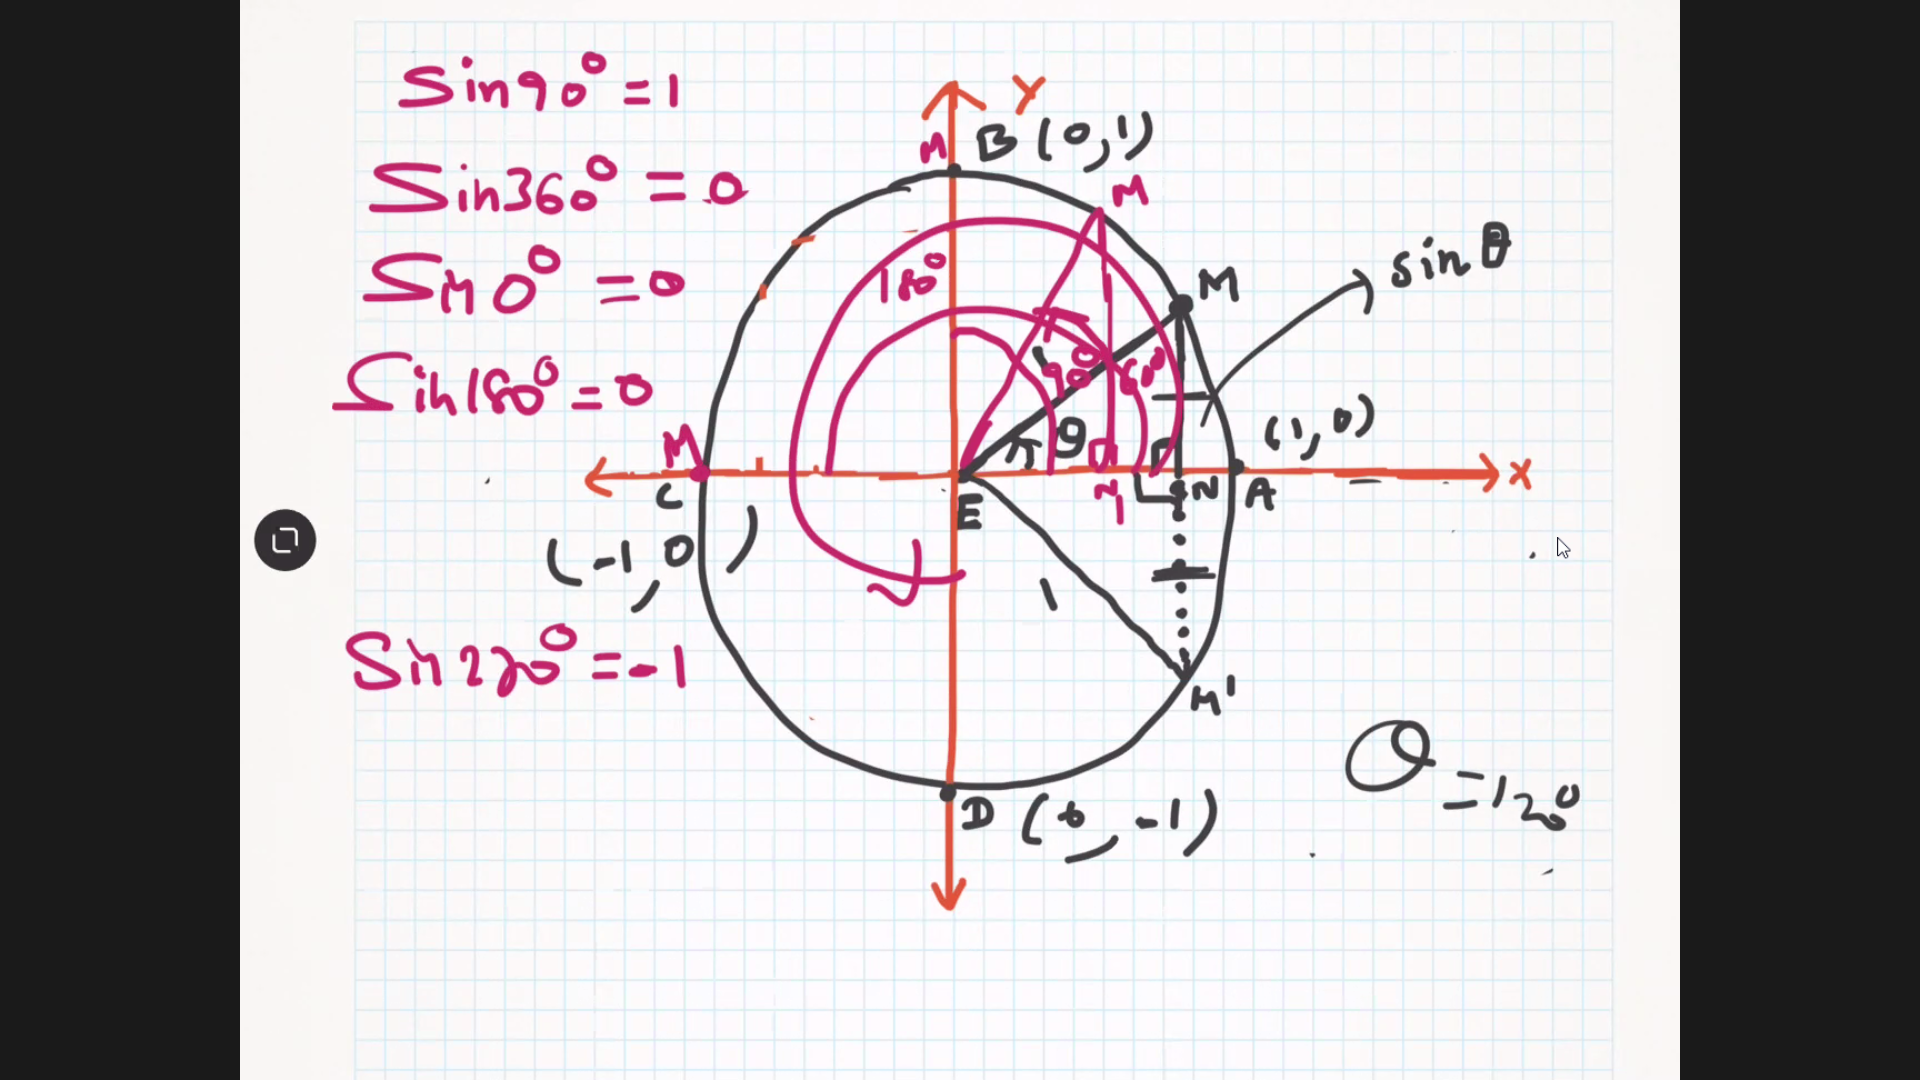 Sin90°=1
Sin360°=0
Sin0°=0
Sin180°=0
Sin270°=-1
Y
M
B (0,1)
M
M
sin θ
180°
90°
60°
θ
(1,0)
M
C
E
N
N
A
X
(-1,0)
1
M'
D (0,-1)
=120°